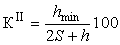 К^II = h_min / (2S + h) 100